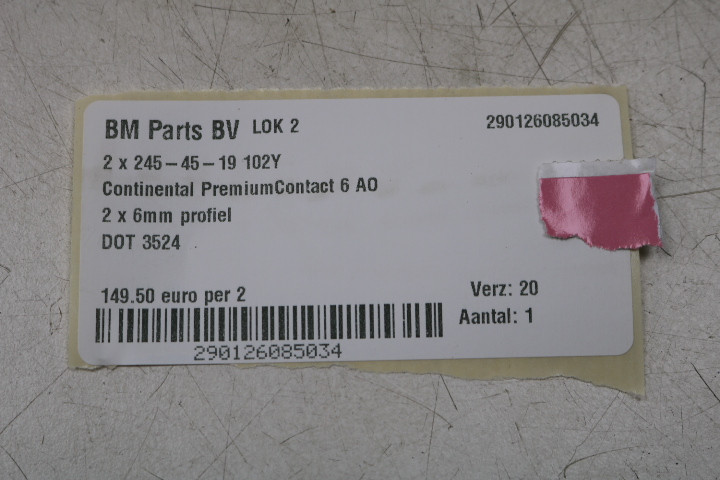 BM Parts BV LOK 2 290126085034
2 x 245-45-19 102Y
Continental PremiumContact 6 AO
2 x 6mm profiel
DOT 3524
149.50 euro per 2 Verz: 20
Aantal: 1
290126085034